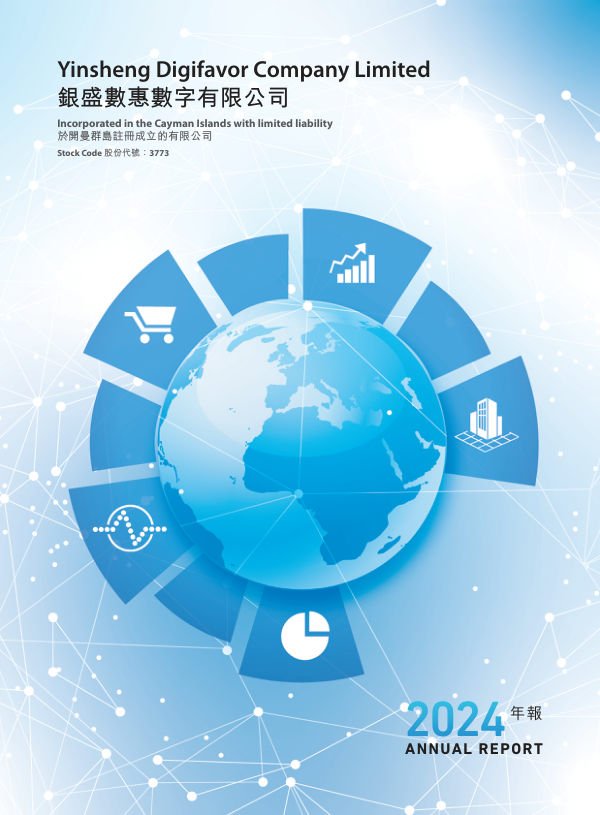 Yinsheng Digifavor Company Limited
銀盛數惠數字有限公司
Incorporated in the Cayman Islands with limited liability
於開曼群島註冊成立的有限公司
Stock Code 股份代號：3773
2024 年報
ANNUAL REPORT